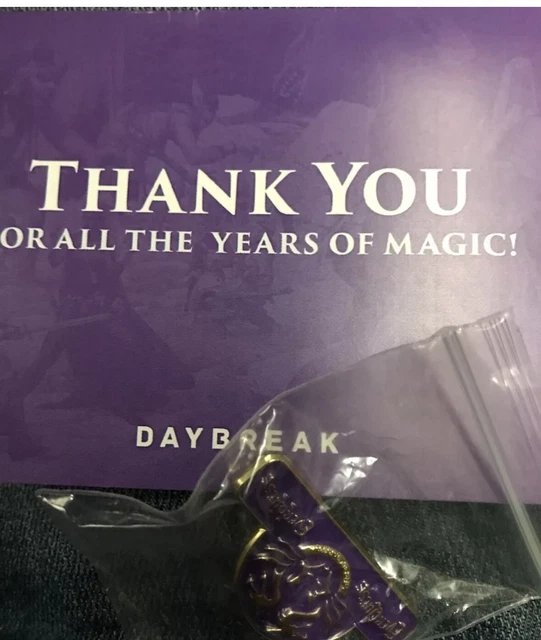 THANK YOU
OR ALL THE YEARS OF MAGIC!
DAYBREAK